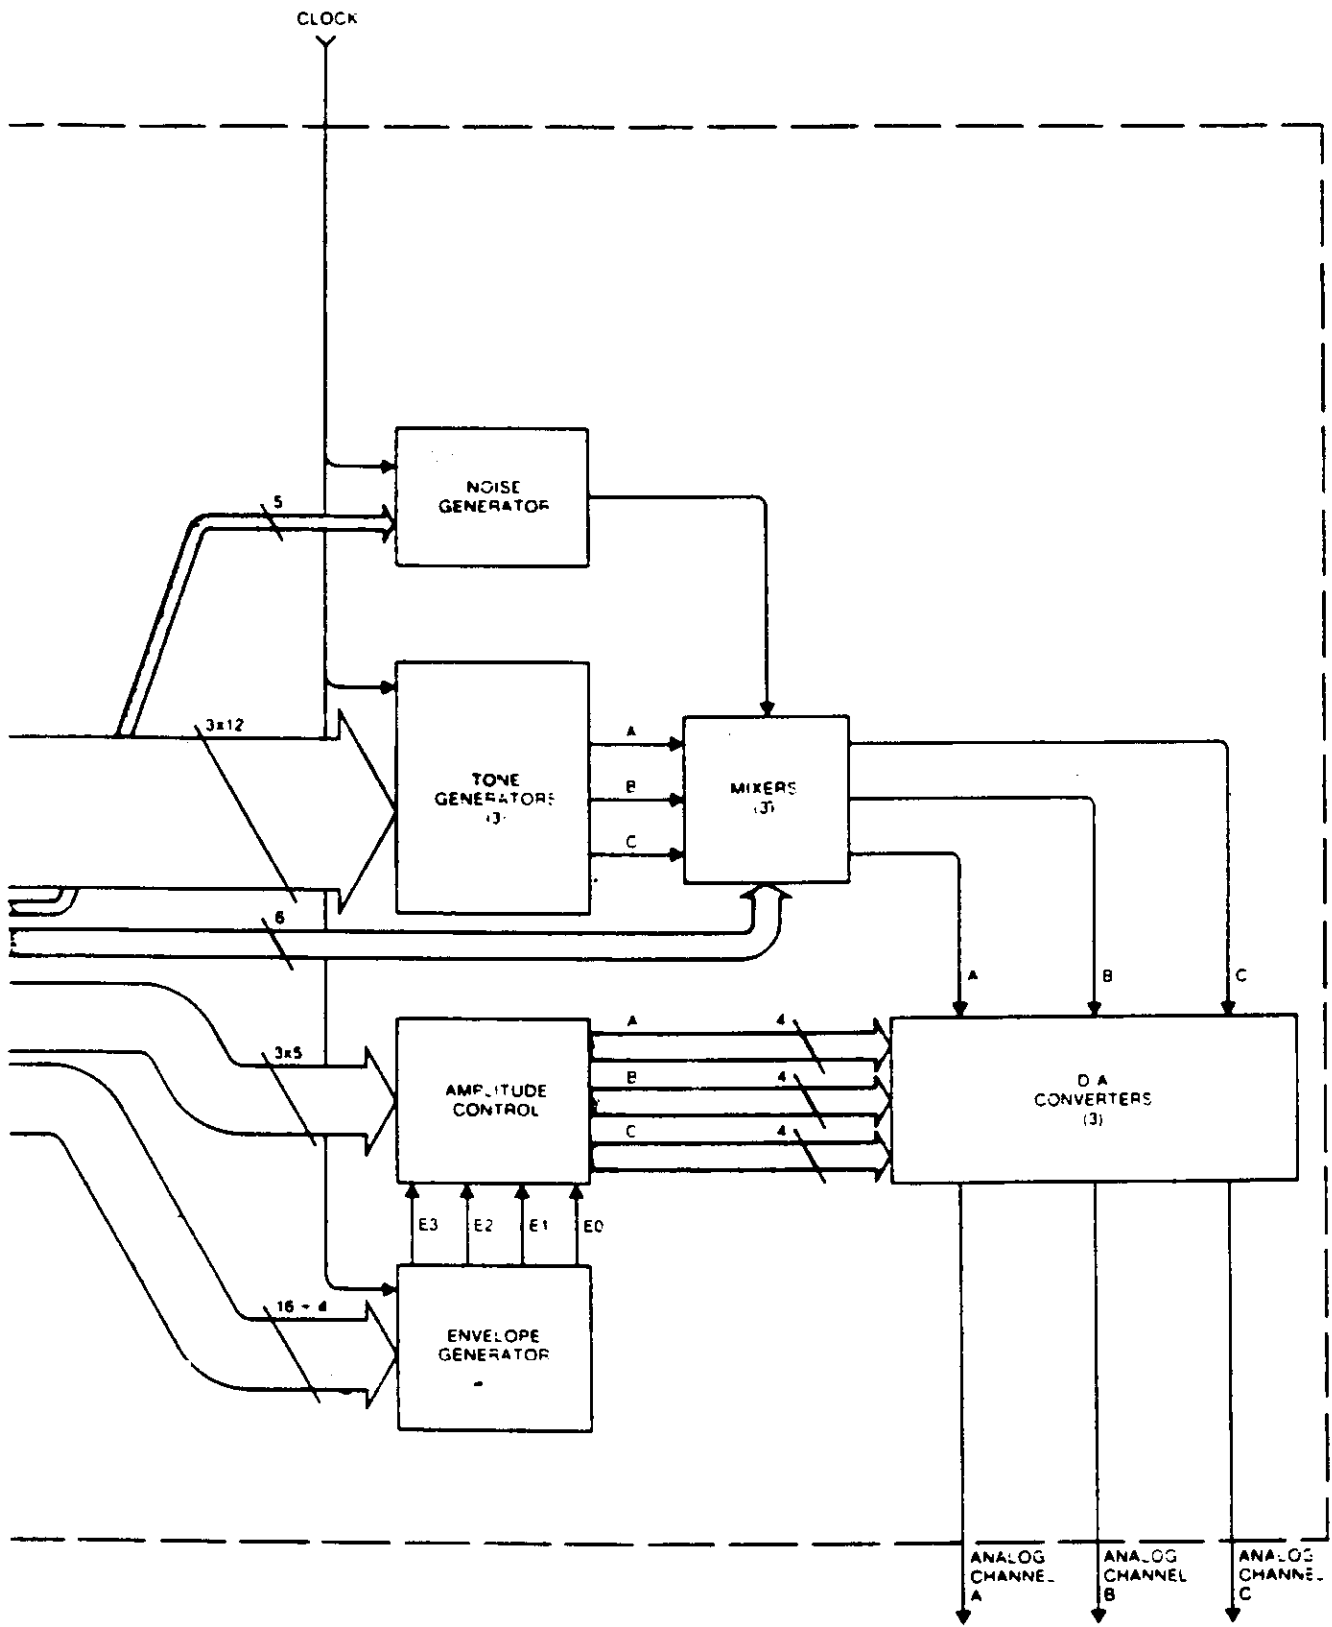 CLOCK
NOISE
GENERATOR
5
3x12
TONE
GENERATORS
(3)
A
B
C
MIXERS
(3)
6
A
B
C
3x5
AMPLITUDE
CONTROL
A
4
B
4
C
4
D A
CONVERTERS
(3)
E3
E2
E1
E0
16 + 4
ENVELOPE
GENERATOR
ANALOG
CHANNEL
A
ANALOG
CHANNEL
B
ANALOG
CHANNEL
C